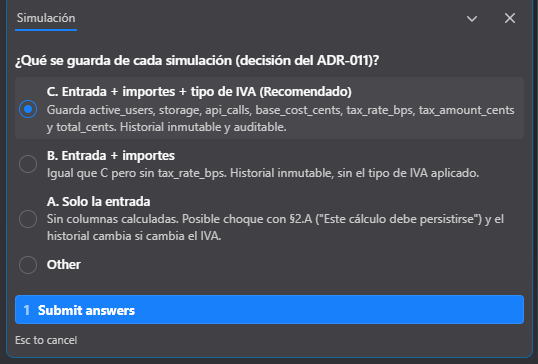 Simulación
¿Qué se guarda de cada simulación (decisión del ADR-011)?
C. Entrada + importes + tipo de IVA (Recomendado)
Guarda active_users, storage, api_calls, base_cost_cents, tax_rate_bps, tax_amount_cents
y total_cents. Historial inmutable y auditable.
B. Entrada + importes
Igual que C pero sin tax_rate_bps. Historial inmutable, sin el tipo de IVA aplicado.
A. Solo la entrada
Sin columnas calculadas. Posible choque con §2.A ("Este cálculo debe persistirse") y el
historial cambia si cambia el IVA.
Other
1 Submit answers
Esc to cancel